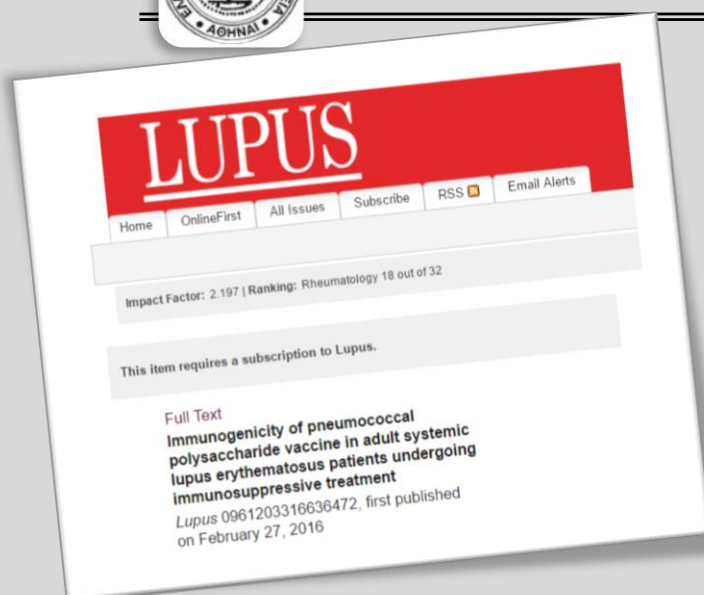 ΑΘΗΝΑΙ
LUPUS
Home OnlineFirst All Issues Subscribe RSS Email Alerts
Impact Factor: 2.197 | Ranking: Rheumatology 18 out of 32
This item requires a subscription to Lupus.
Full Text
Immunogenicity of pneumococcal
polysaccharide vaccine in adult systemic
lupus erythematosus patients undergoing
immunosuppressive treatment
Lupus 0961203316636472, first published
on February 27, 2016